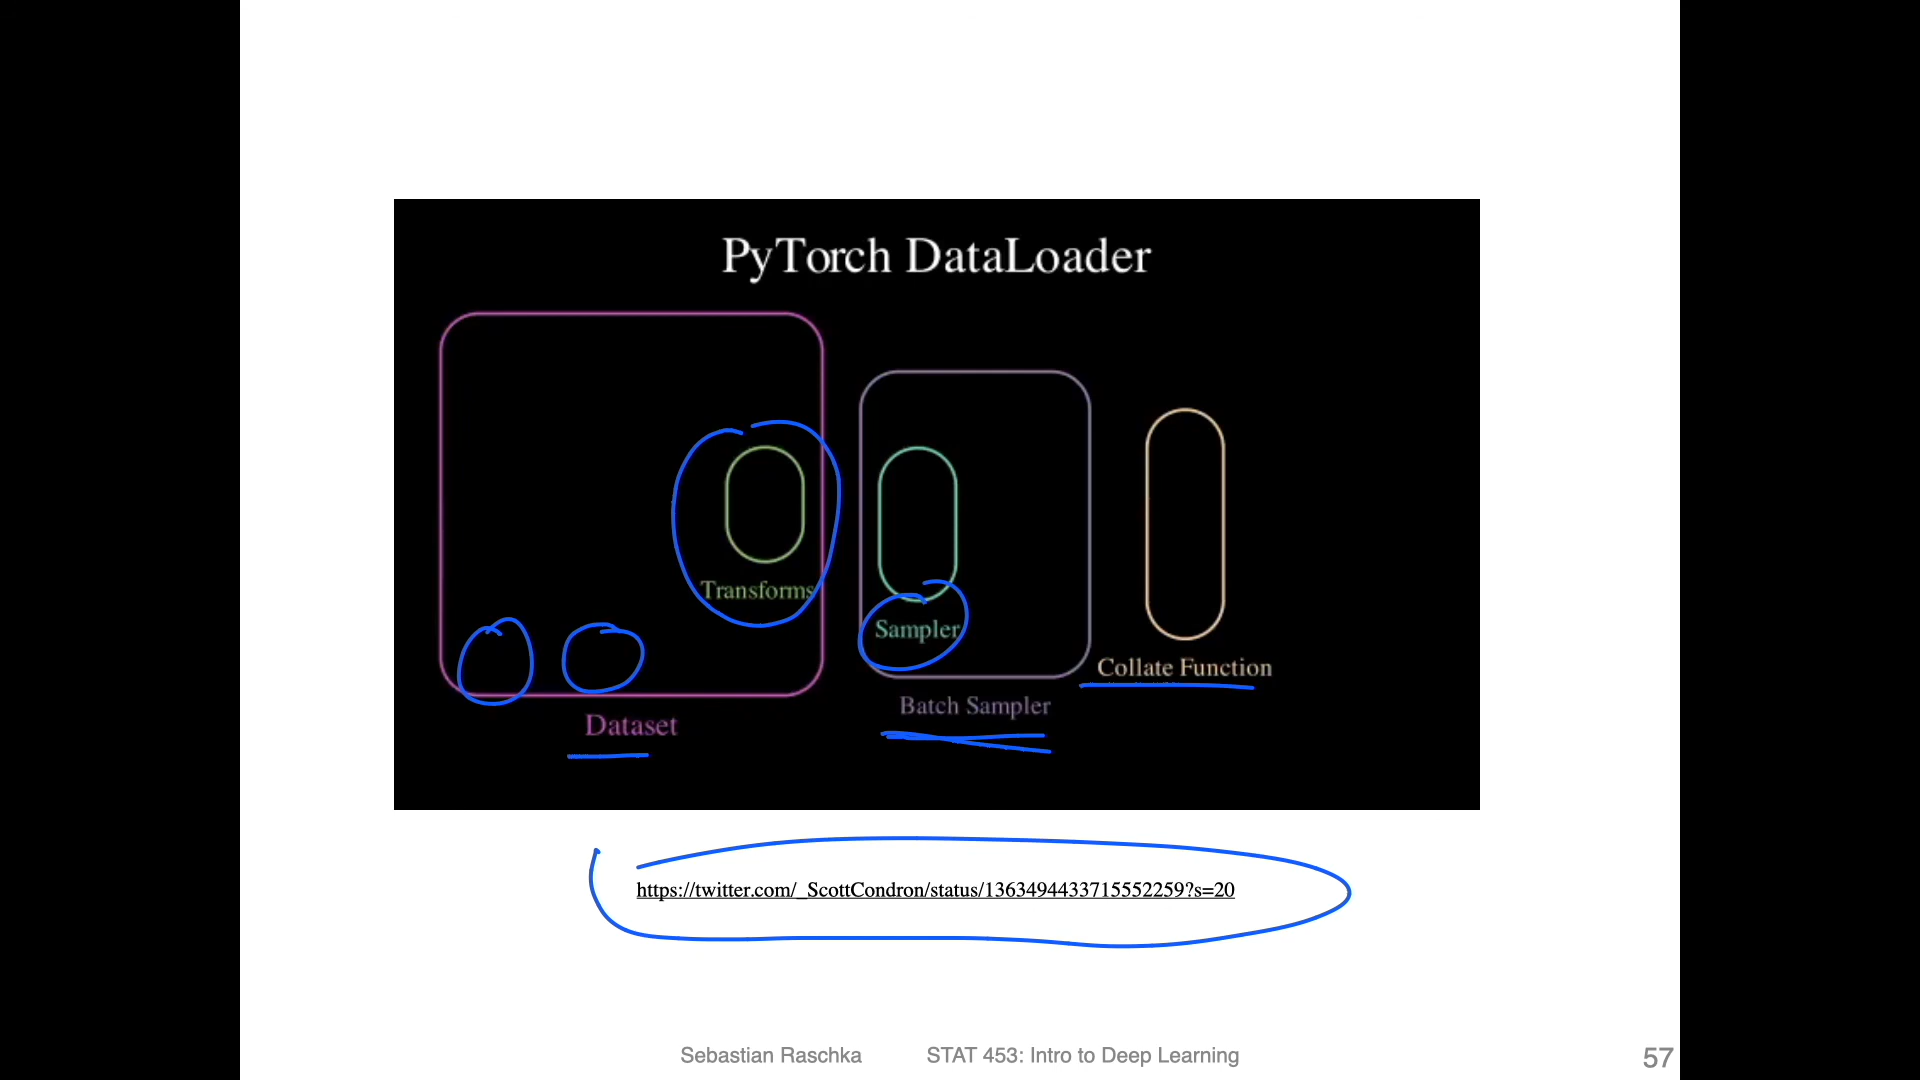 PyTorch DataLoader
Transforms
Sampler
Collate Function
Batch Sampler
Dataset
https://twitter.com/_ScottCondron/status/1363494433715552259?s=20
Sebastian Raschka STAT 453: Intro to Deep Learning 57